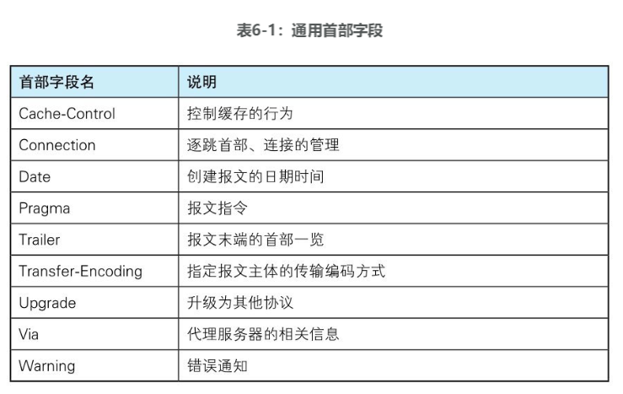 表6-1：通用首部字段
首部字段名 说明
Cache-Control 控制缓存的行为
Connection 逐跳首部、连接的管理
Date 创建报文的日期时间
Pragma 报文指令
Trailer 报文末端的首部一览
Transfer-Encoding 指定报文主体的传输编码方式
Upgrade 升级为其他协议
Via 代理服务器的相关信息
Warning 错误通知